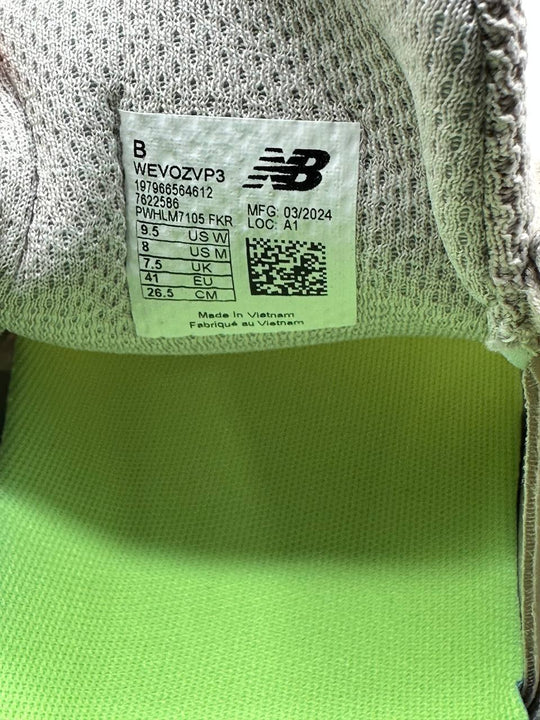 B
WEVOZVP3
197966564612
7622586
PWHLM7105 FKR
9.5 US W
8 US M
7.5 UK
41 EU
26.5 CM
NB
MFG: 03/2024
LOC: A1
Made In Vietnam
Fabriqué au Vietnam